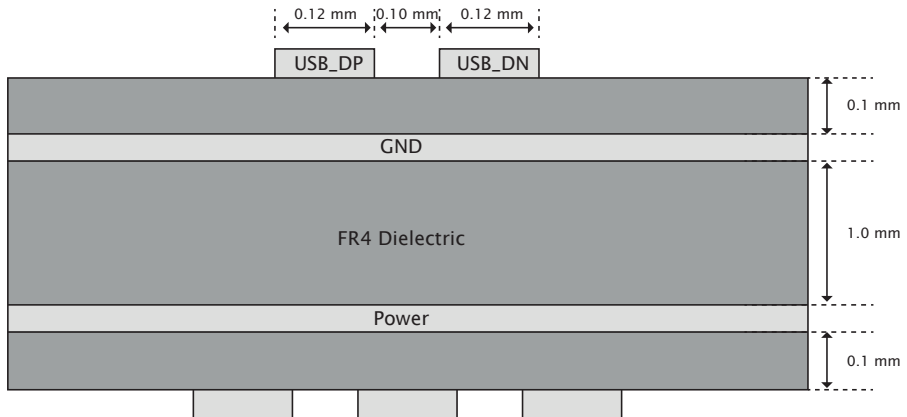 0.12 mm 0.10 mm 0.12 mm
USB_DP USB_DN
0.1 mm
GND
1.0 mm
FR4 Dielectric
Power
0.1 mm